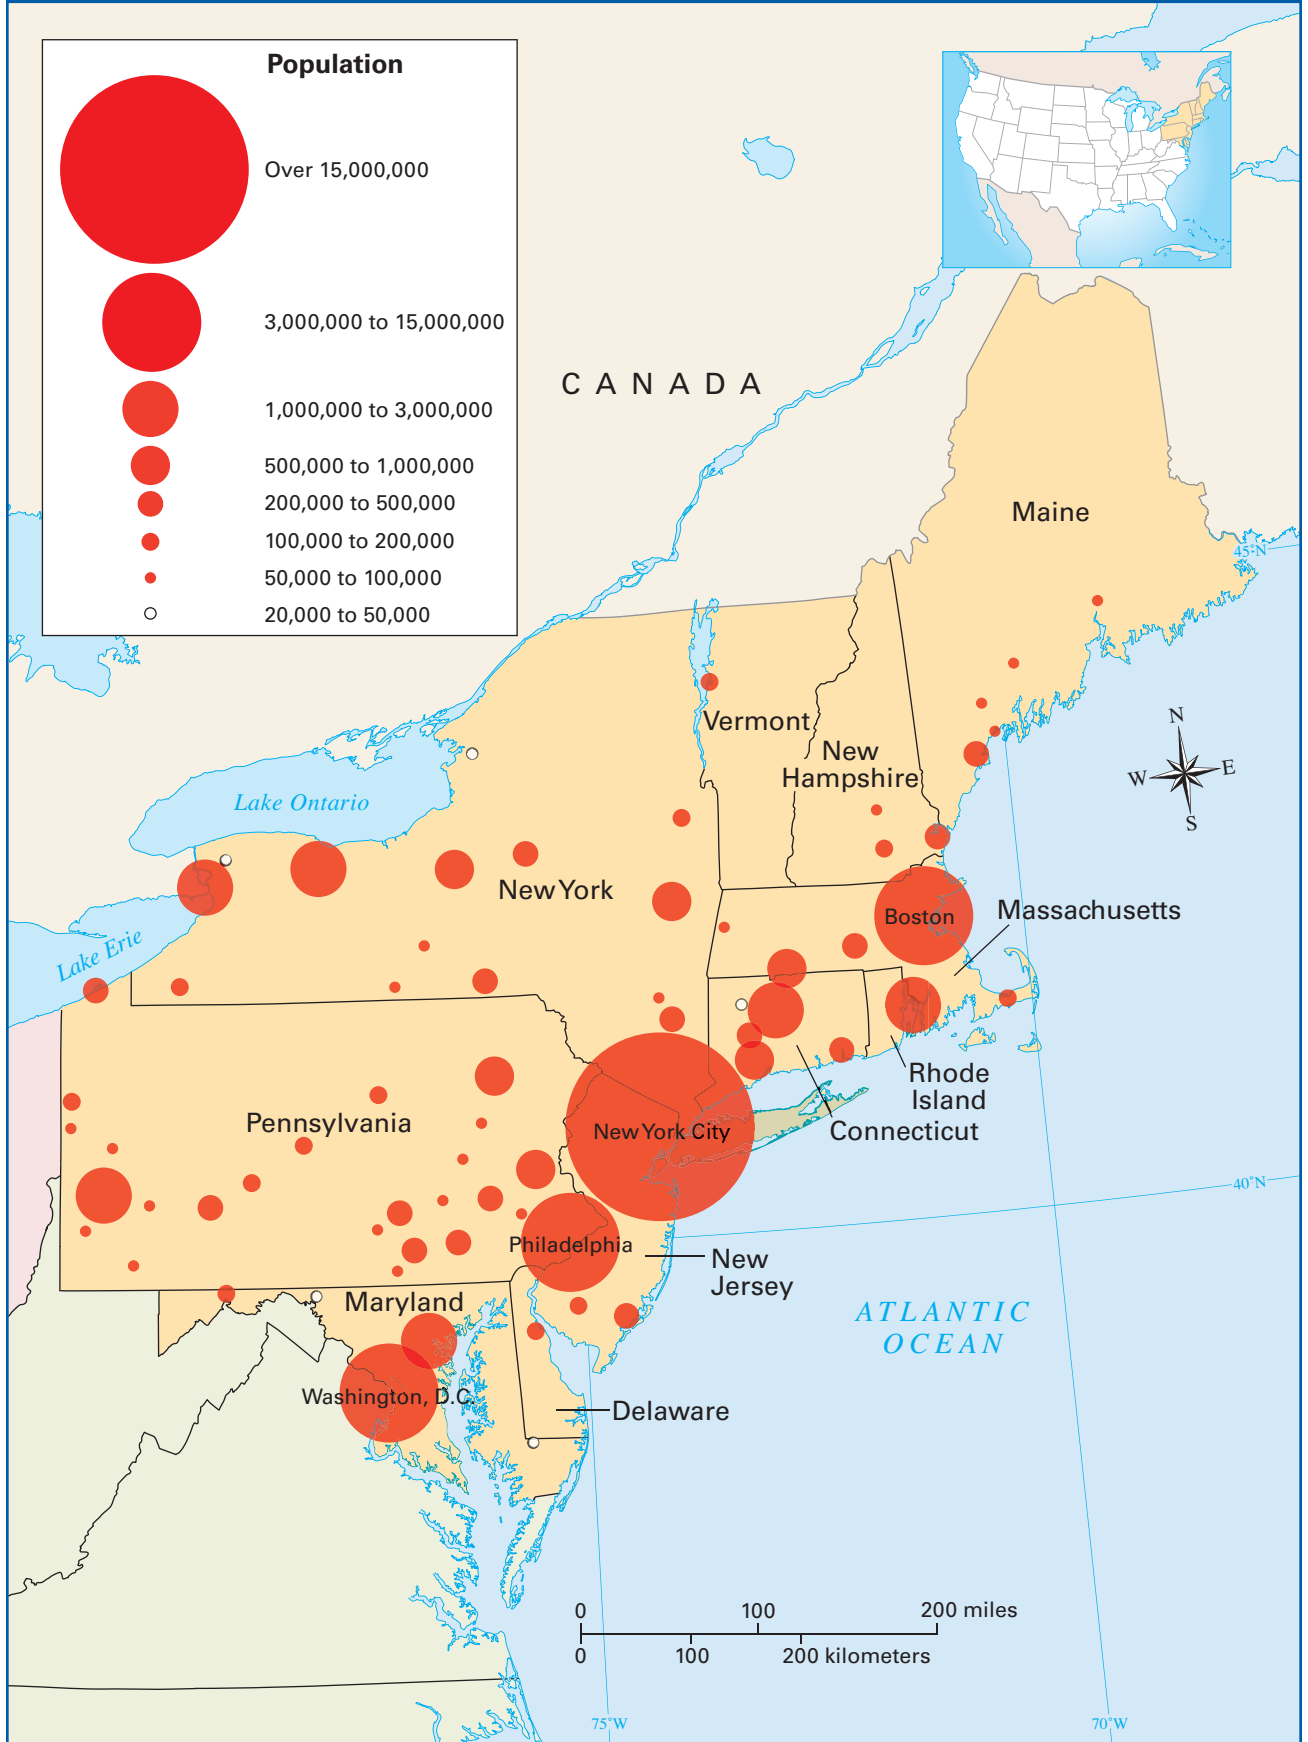 Population
Over 15,000,000
3,000,000 to 15,000,000
1,000,000 to 3,000,000
500,000 to 1,000,000
200,000 to 500,000
100,000 to 200,000
50,000 to 100,000
20,000 to 50,000
CANADA
Maine
45°N
Vermont
New
Hampshire
N
W
E
S
Lake Ontario
New York
Boston
Massachusetts
Lake Erie
Rhode
Island
Connecticut
Pennsylvania
New York City
40°N
Philadelphia
New
Jersey
Maryland
ATLANTIC
OCEAN
Washington, D.C.
Delaware
0 100 200 miles
0 100 200 kilometers
75°W
70°W